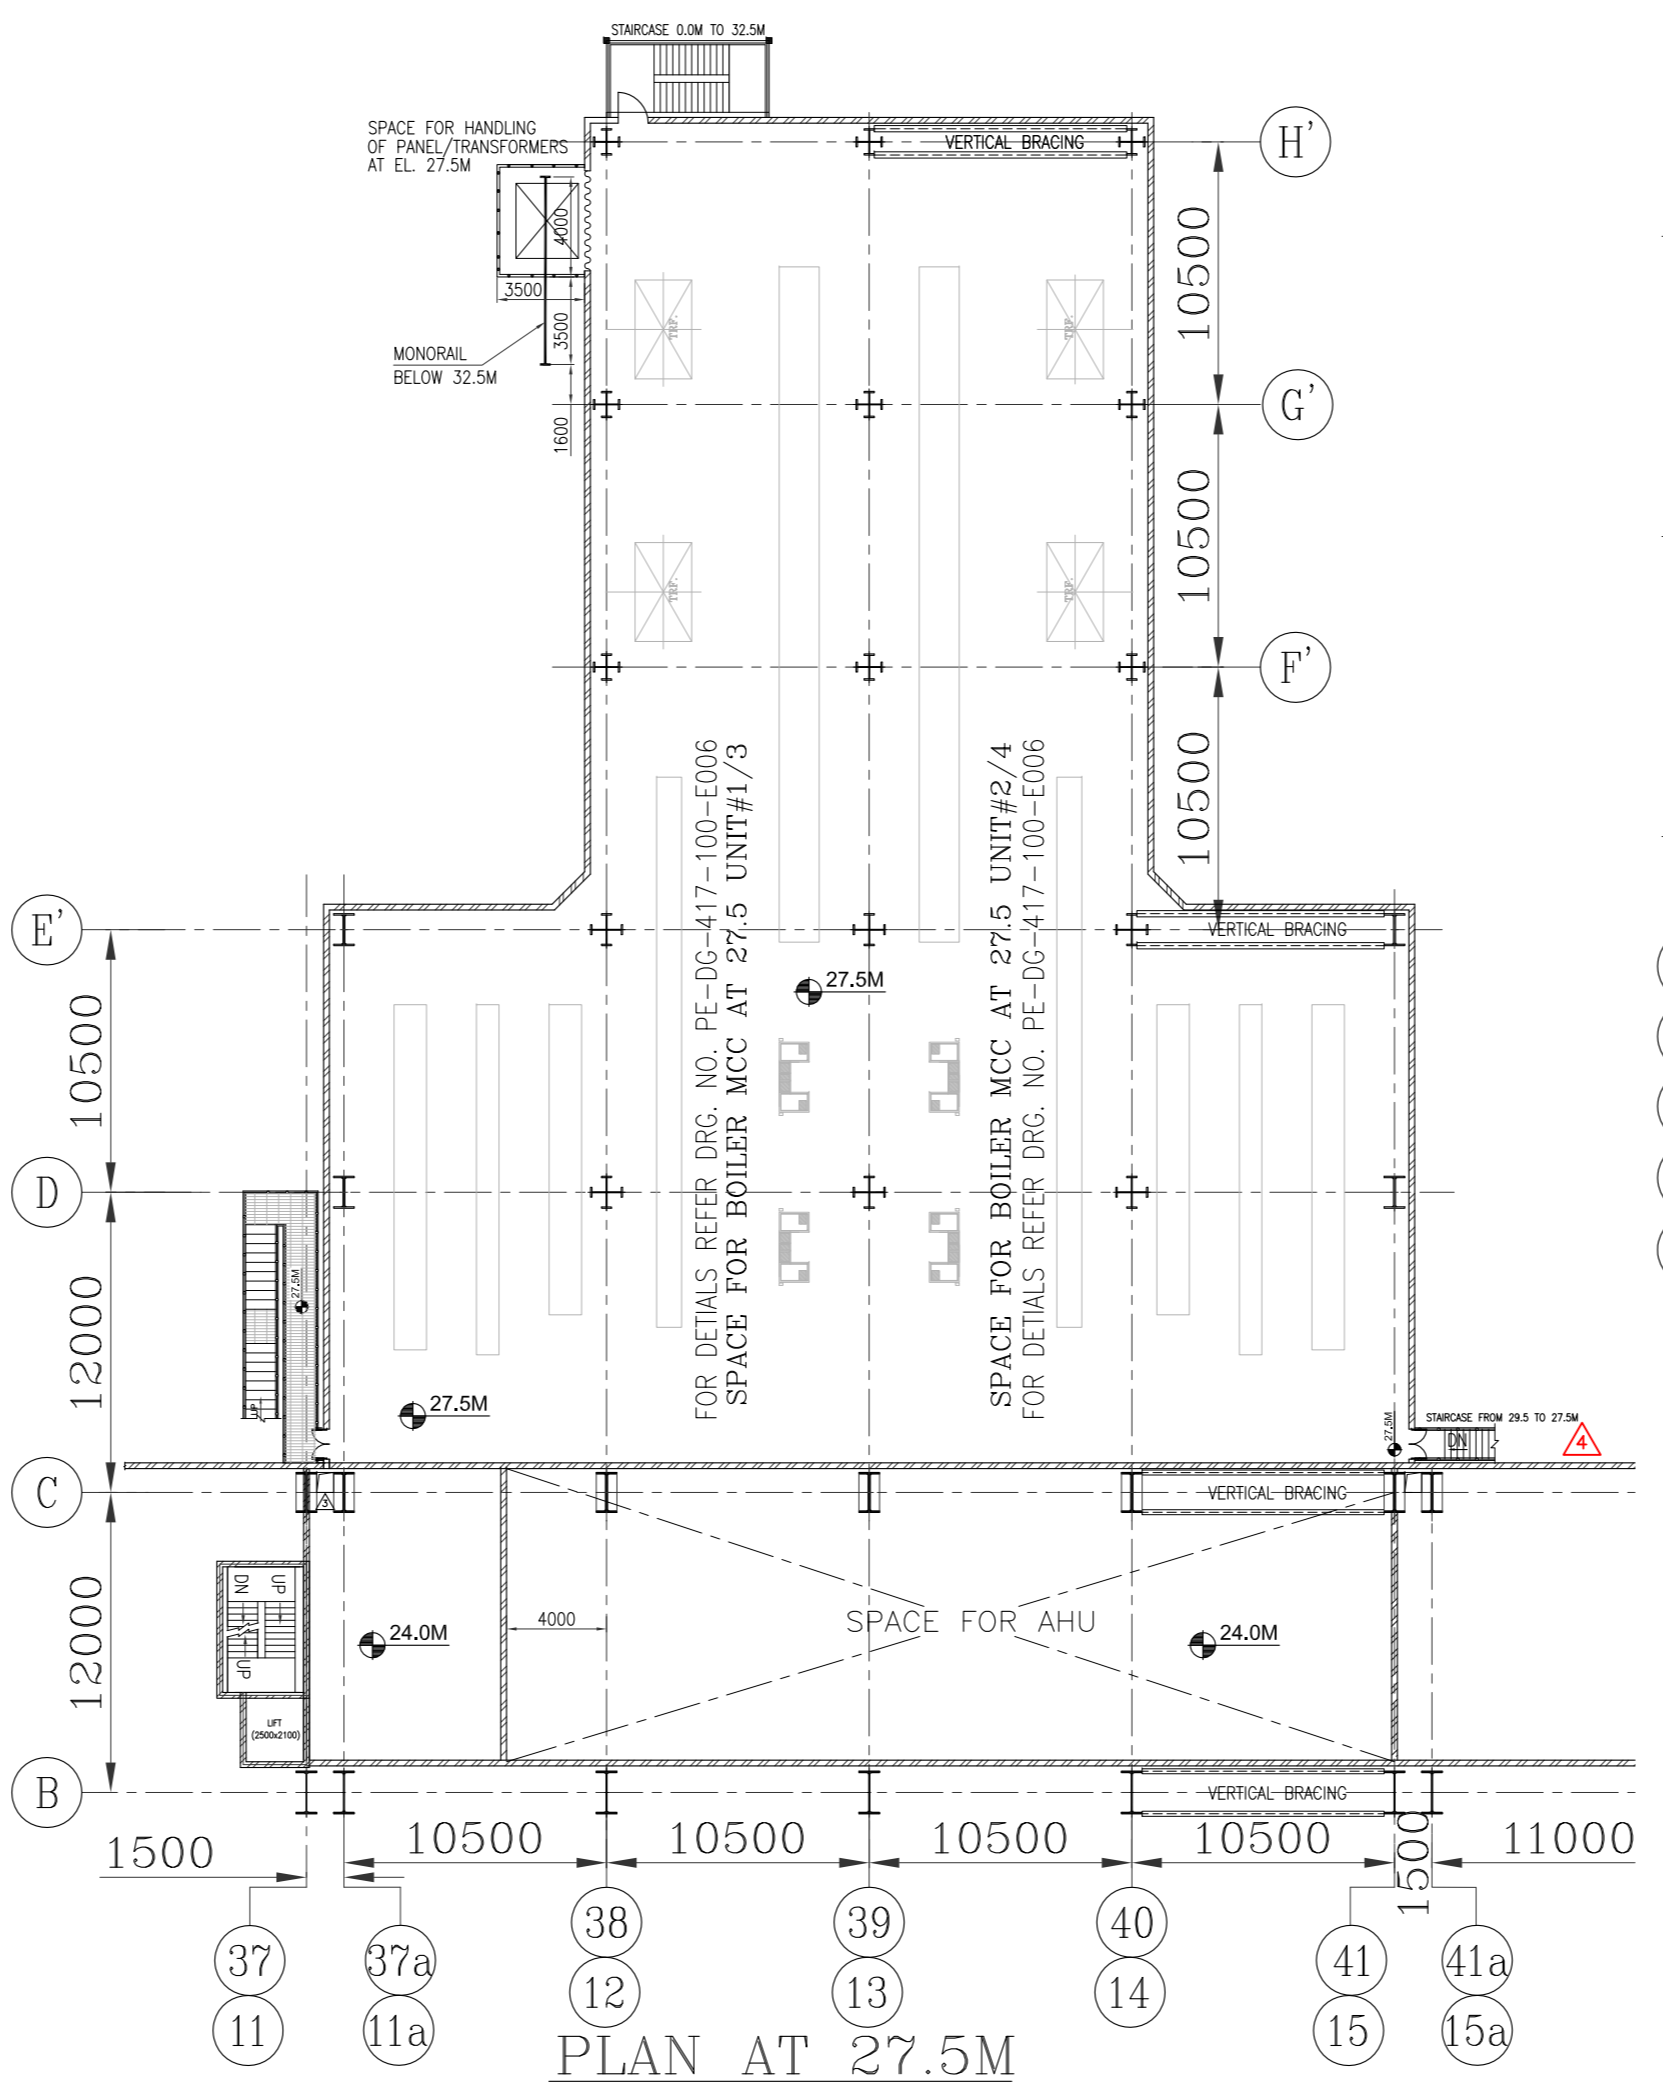 STAIRCASE 0.0M TO 32.5M
SPACE FOR HANDLING
OF PANEL/TRANSFORMERS
AT EL. 27.5M
VERTICAL BRACING
H'
4000
3500
3500
10500
TRF.
TRF.
MONORAIL
BELOW 32.5M
1600
G'
10500
TRF.
TRF.
F'
10500
FOR DETIALS REFER DRG. NO. PE-DG-417-100-E006
SPACE FOR BOILER MCC AT 27.5 UNIT#1/3
SPACE FOR BOILER MCC AT 27.5 UNIT#2/4
FOR DETIALS REFER DRG. NO. PE-DG-417-100-E006
E'
VERTICAL BRACING
27.5M
10500
D
27.5M
12000
UP
27.5M
27.5M
STAIRCASE FROM 29.5 TO 27.5M
DN
4
C
3
VERTICAL BRACING
12000
DN
UP
UP
24.0M
4000
SPACE FOR AHU
24.0M
LIFT
(2500x2100)
B
VERTICAL BRACING
1500
10500
10500
10500
10500
1500
11000
37
37a
38
39
40
41
41a
11
11a
12
13
14
15
15a
PLAN AT 27.5M